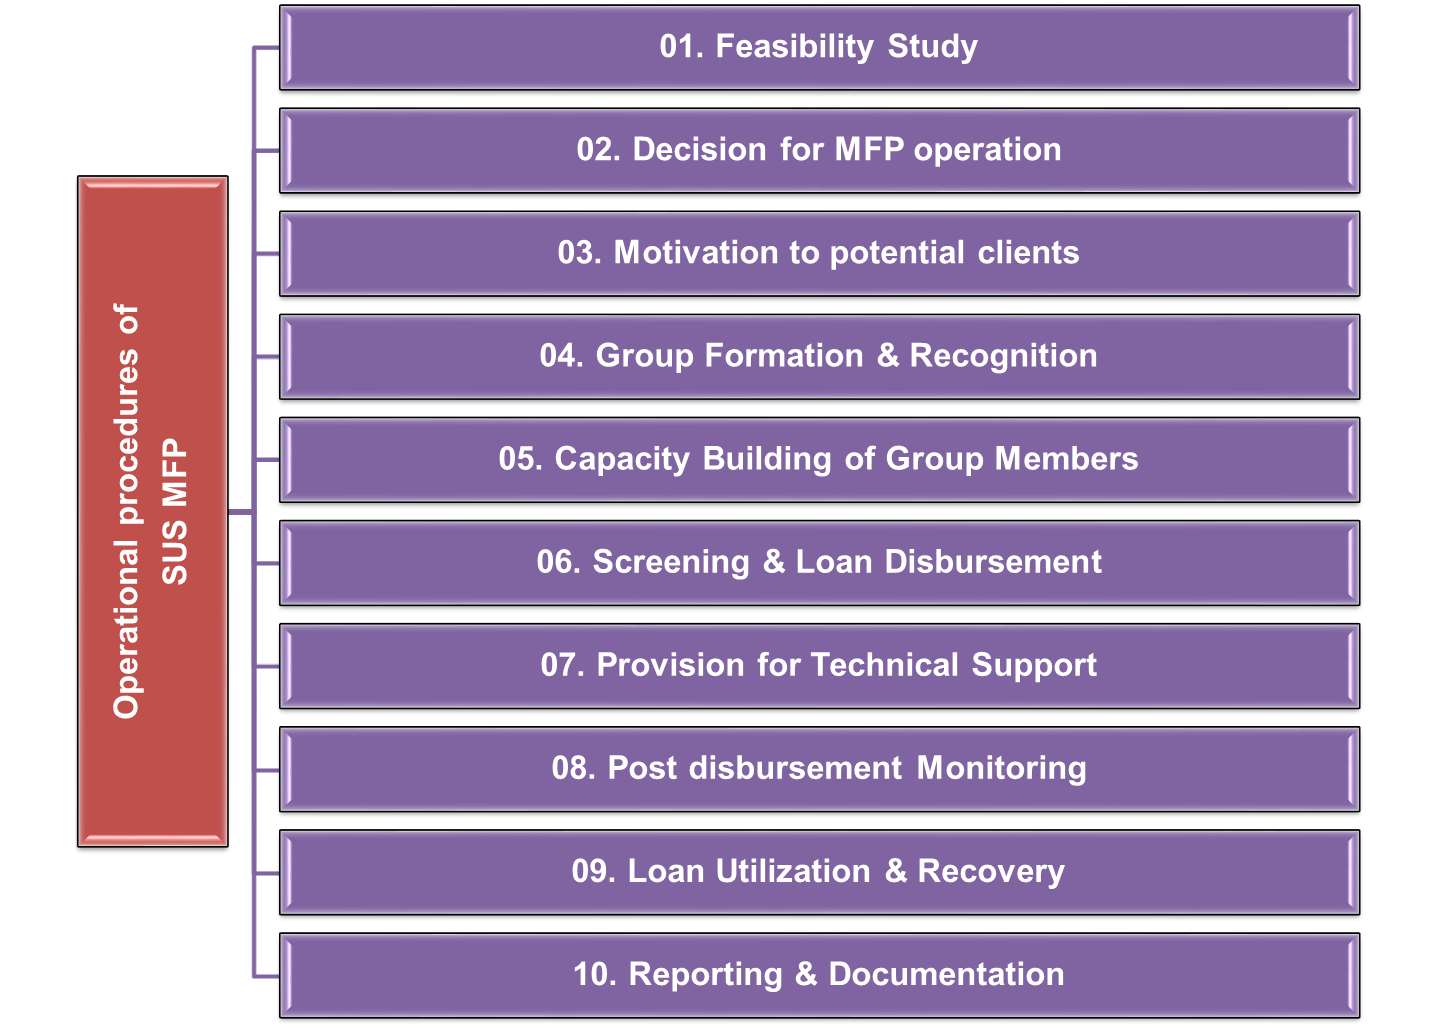 Operational procedures of
SUS MFP
01. Feasibility Study
02. Decision for MFP operation
03. Motivation to potential clients
04. Group Formation & Recognition
05. Capacity Building of Group Members
06. Screening & Loan Disbursement
07. Provision for Technical Support
08. Post disbursement Monitoring
09. Loan Utilization & Recovery
10. Reporting & Documentation